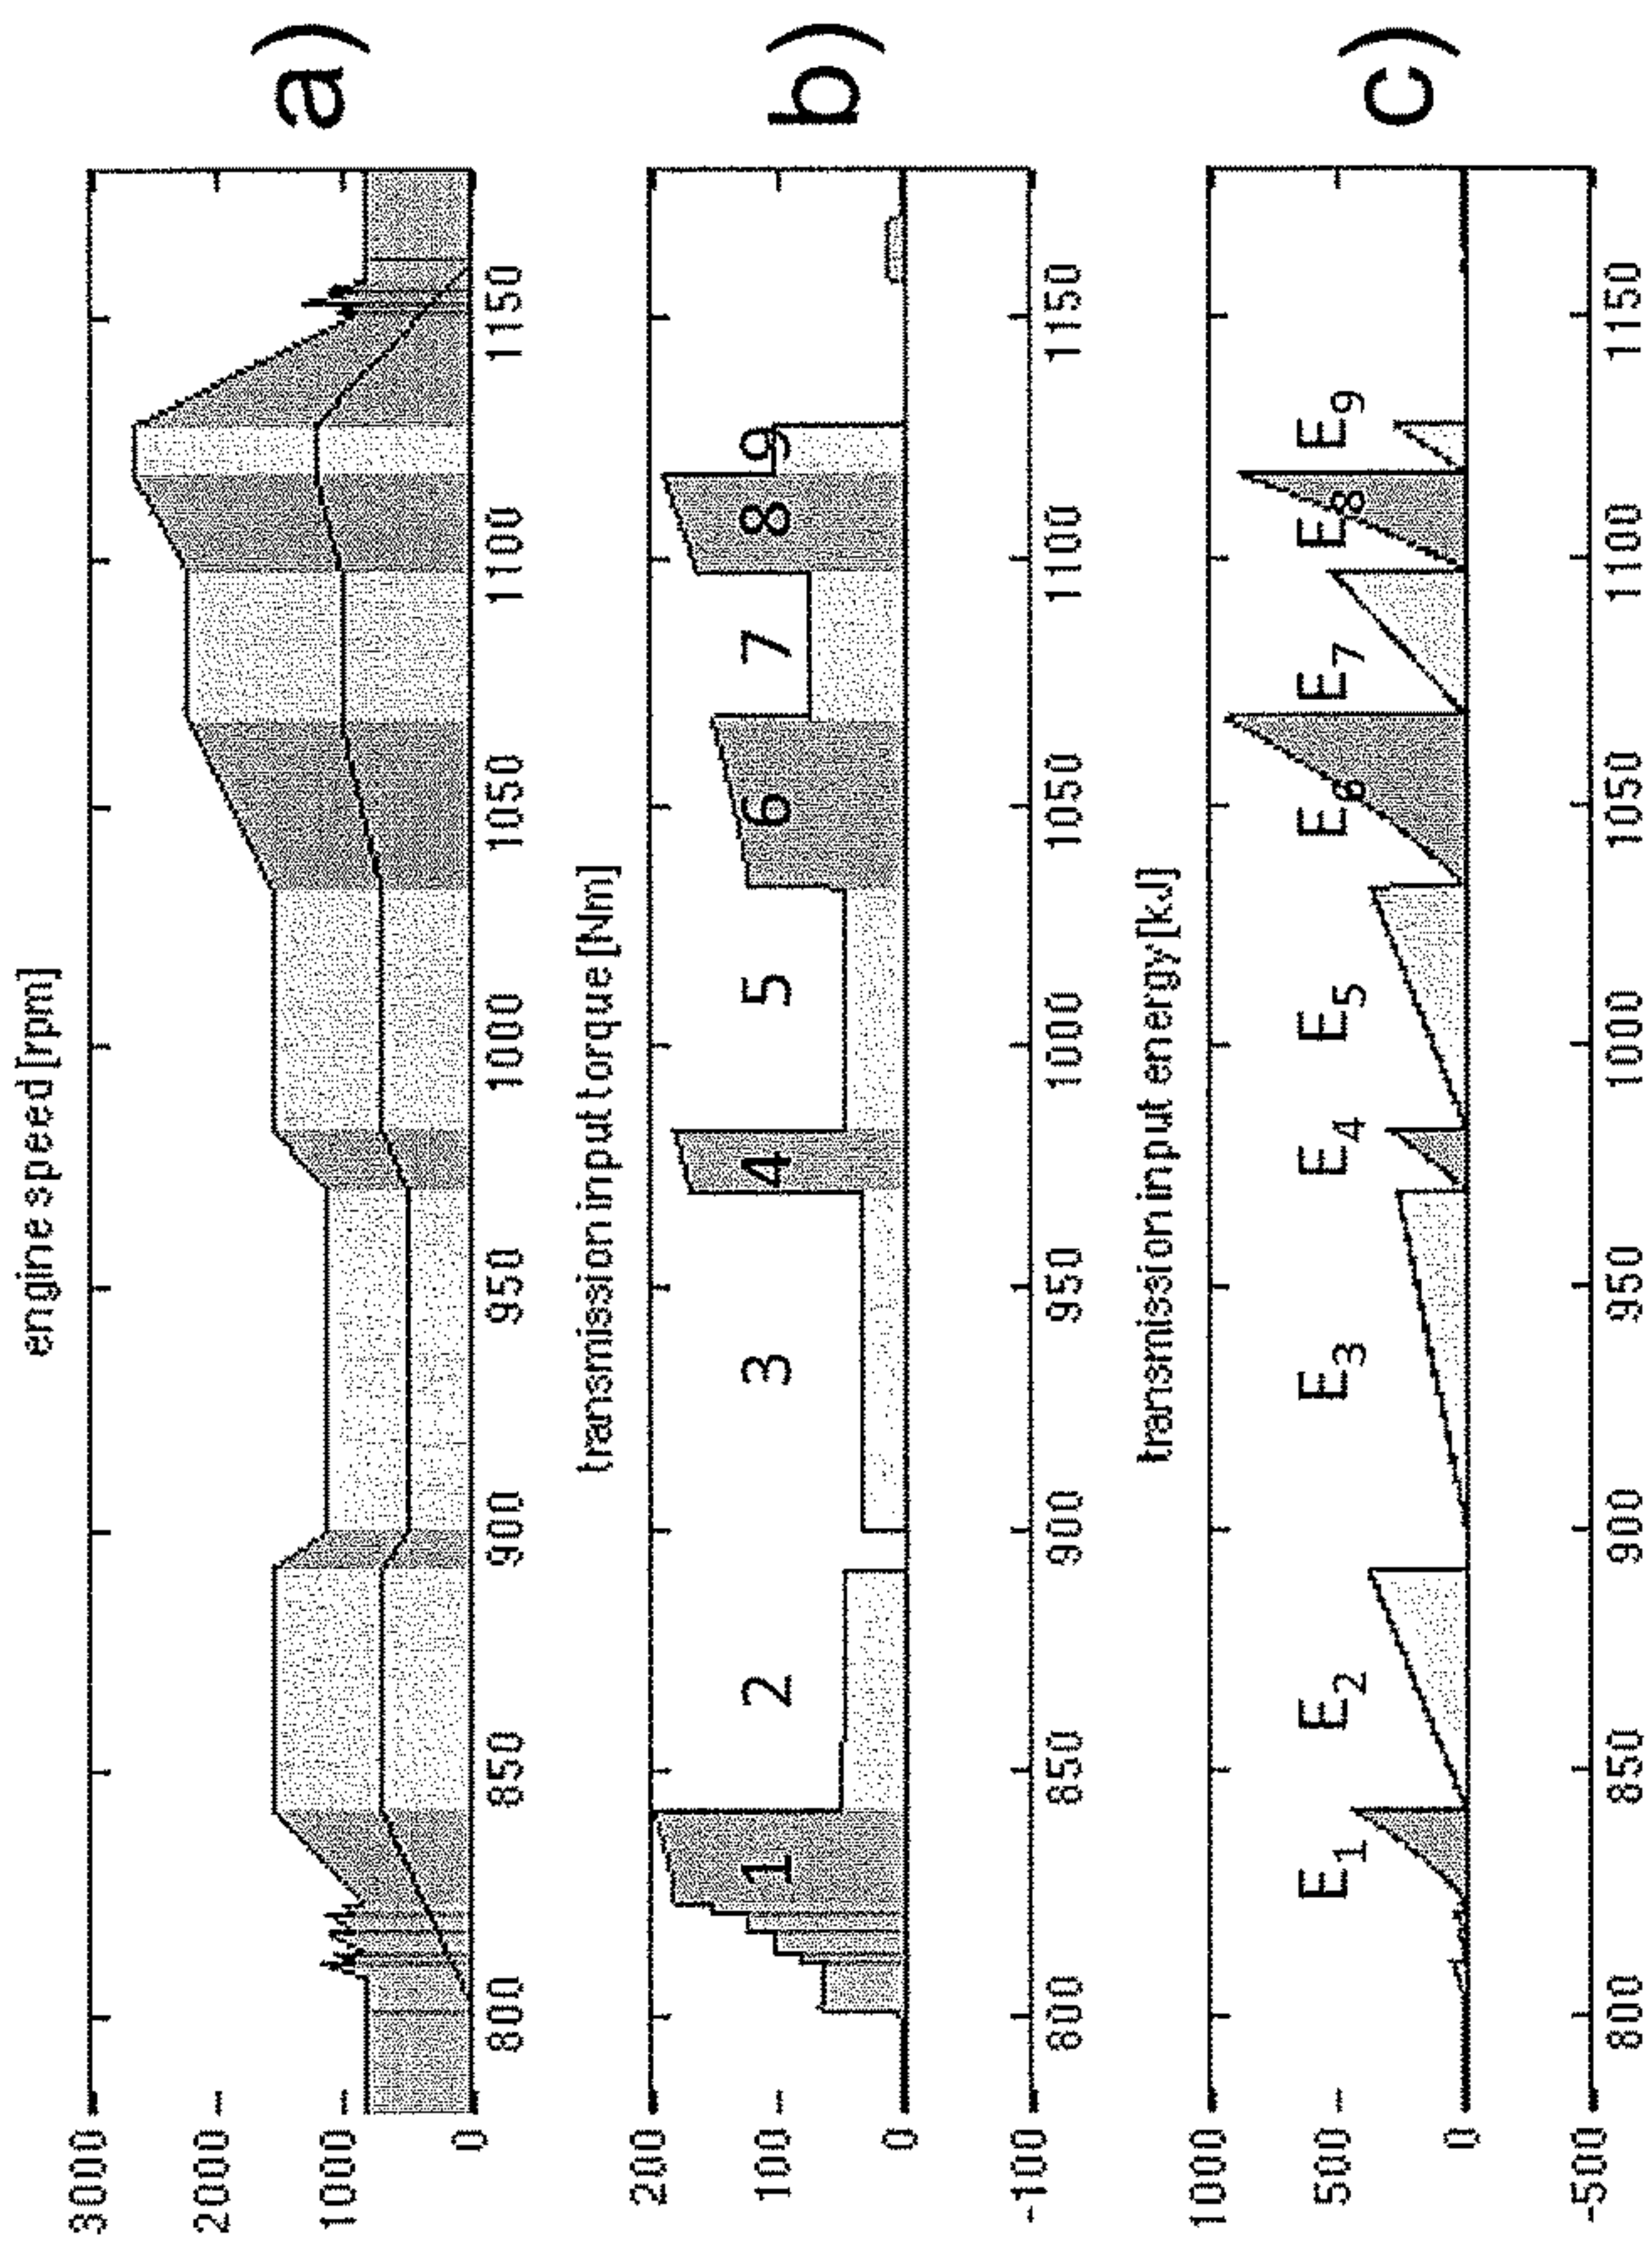 engine speed [rpm]
3000
2000
1000
0
800 850 900 950 1000 1050 1100 1150
a)
transmission input torque [Nm]
200
100
0
-100
1 2 3 4 5 6 7 8 9
800 850 900 950 1000 1050 1100 1150
b)
transmission input energy [kJ]
1000
500
0
-500
E1 E2 E3 E4 E5 E6 E7 E8 E9
800 850 900 950 1000 1050 1100 1150
c)